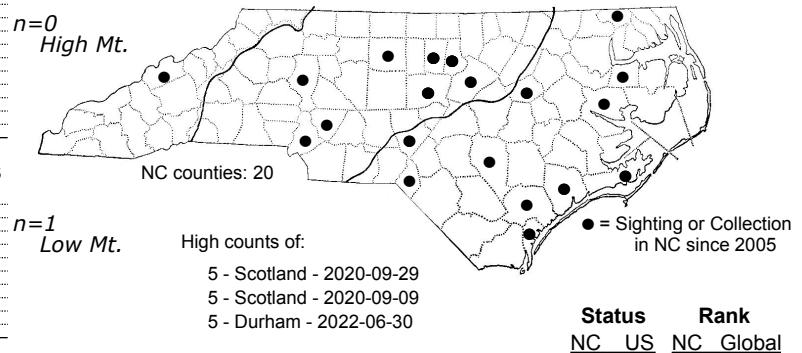 n=0
High Mt.
NC counties: 20
n=1
Low Mt.
High counts of:
5 - Scotland - 2020-09-29
5 - Scotland - 2020-09-09
5 - Durham - 2022-06-30
● = Sighting or Collection
in NC since 2005
Status Rank
NC US NC Global